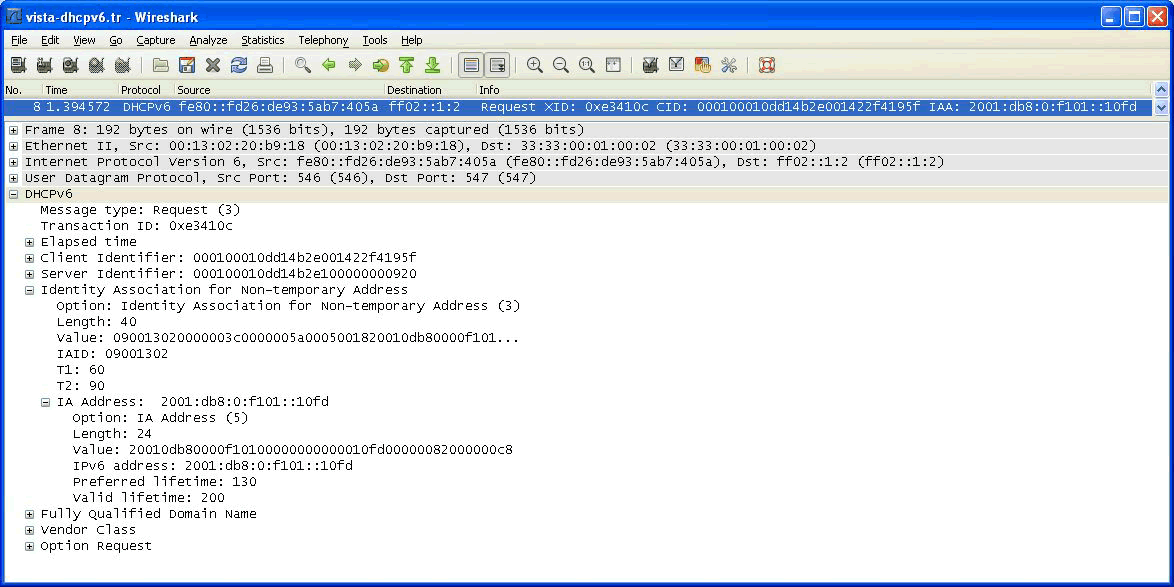 vista-dhcpv6.tr - Wireshark
File Edit View Go Capture Analyze Statistics Telephony Tools Help
No. Time Protocol Source Destination Info
8 1.394572 DHCPv6 fe80::fd26:de93:5ab7:405a ff02::1:2 Request XID: 0xe3410c CID: 000100010dd14b2e001422f4195f IAA: 2001:db8:0:f101::10fd
Frame 8: 192 bytes on wire (1536 bits), 192 bytes captured (1536 bits)
Ethernet II, Src: 00:13:02:20:b9:18 (00:13:02:20:b9:18), Dst: 33:33:00:01:00:02 (33:33:00:01:00:02)
Internet Protocol Version 6, Src: fe80::fd26:de93:5ab7:405a (fe80::fd26:de93:5ab7:405a), Dst: ff02::1:2 (ff02::1:2)
User Datagram Protocol, Src Port: 546 (546), Dst Port: 547 (547)
DHCPv6
Message type: Request (3)
Transaction ID: 0xe3410c
Elapsed time
Client Identifier: 000100010dd14b2e001422f4195f
Server Identifier: 000100010dd14b2e100000000920
Identity Association for Non-temporary Address
Option: Identity Association for Non-temporary Address (3)
Length: 40
Value: 090013020000003c0000005a0005001820010db80000f101...
IAID: 09001302
T1: 60
T2: 90
IA Address: 2001:db8:0:f101::10fd
Option: IA Address (5)
Length: 24
Value: 20010db80000f10100000000000010fd00000082000000c8
IPv6 address: 2001:db8:0:f101::10fd
Preferred lifetime: 130
Valid lifetime: 200
Fully Qualified Domain Name
Vendor Class
Option Request